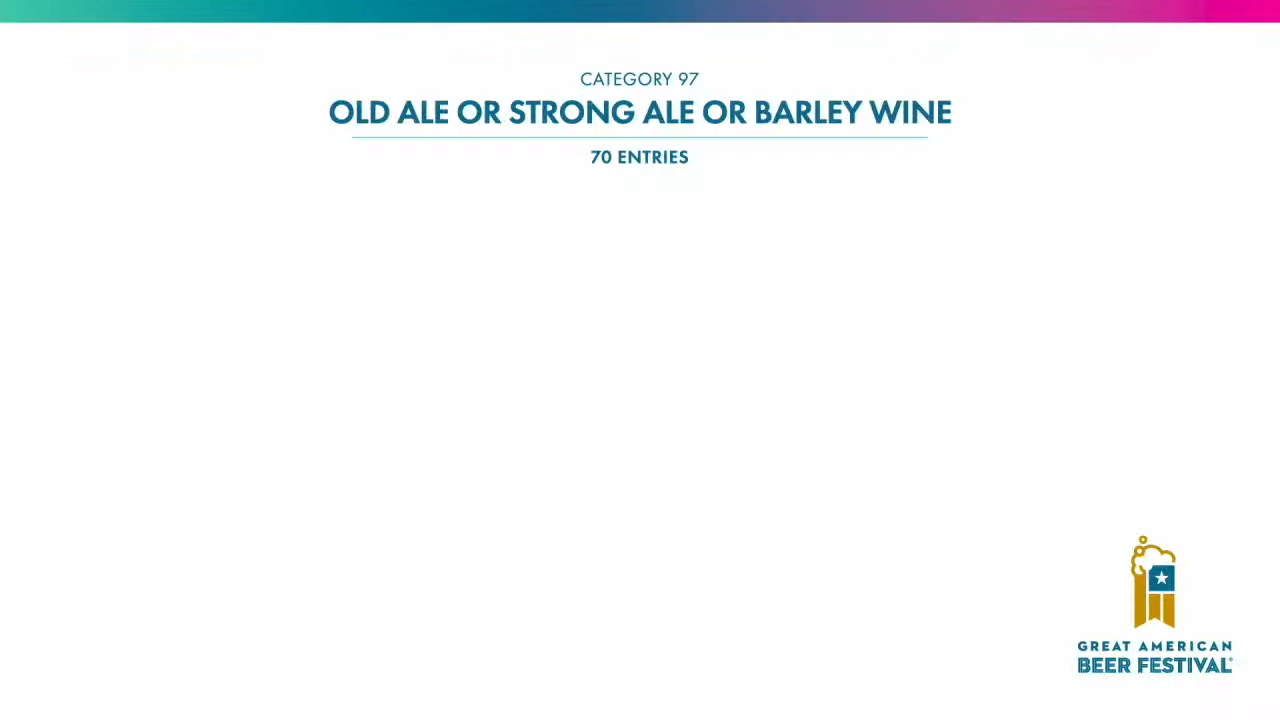 CATEGORY 97
OLD ALE OR STRONG ALE OR BARLEY WINE
70 ENTRIES
GREAT AMERICAN
BEER FESTIVAL®